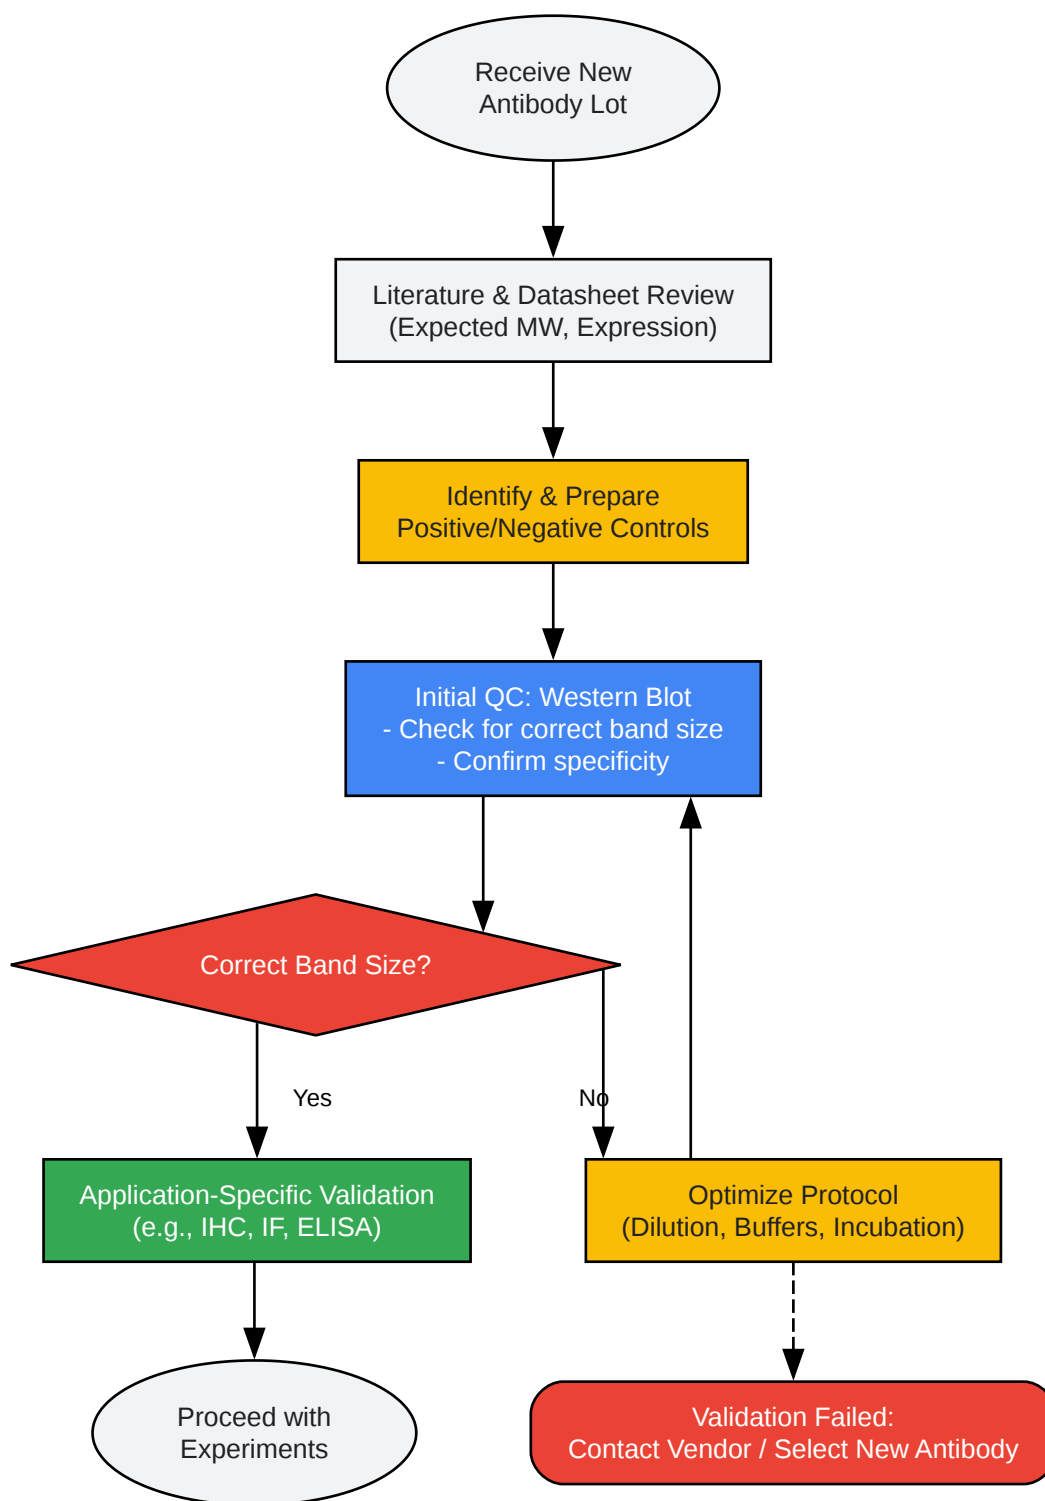 Receive New
Antibody Lot
Literature & Datasheet Review
(Expected MW, Expression)
Identify & Prepare
Positive/Negative Controls
Initial QC: Western Blot
- Check for correct band size
- Confirm specificity
Correct Band Size?
Yes
No
Application-Specific Validation
(e.g., IHC, IF, ELISA)
Optimize Protocol
(Dilution, Buffers, Incubation)
Proceed with
Experiments
Validation Failed:
Contact Vendor / Select New Antibody